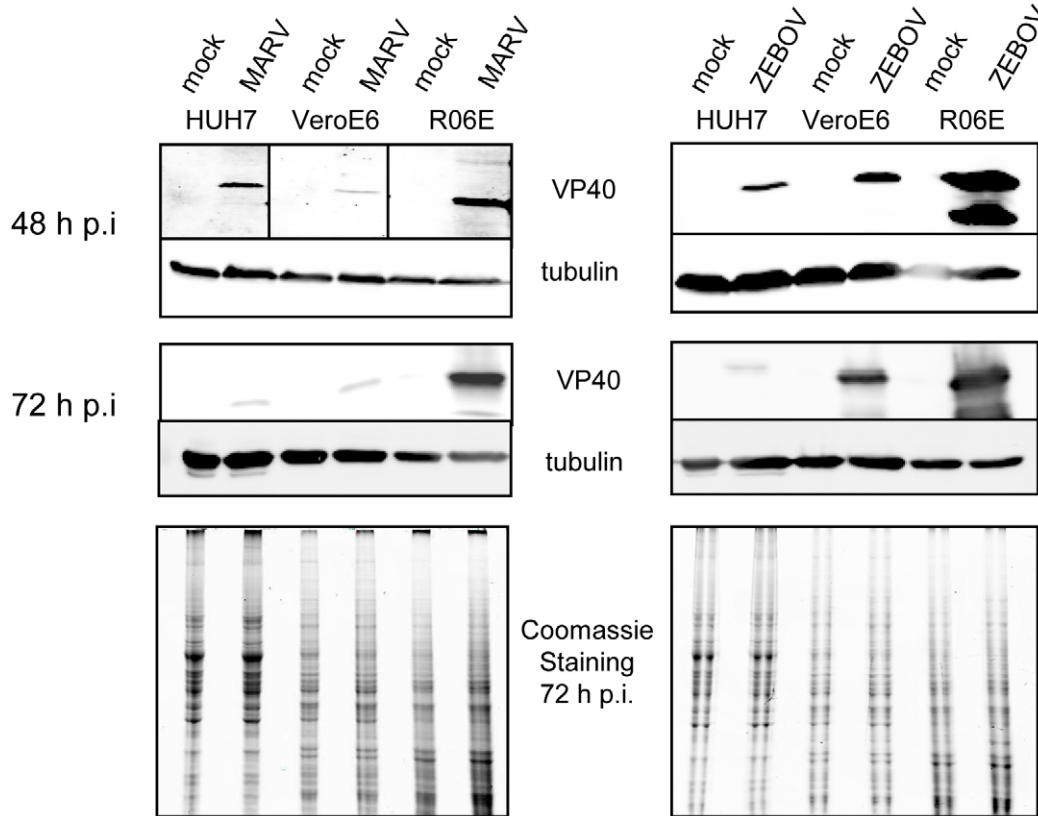 mock MARV mock MARV mock MARV
HUH7 VeroE6 R06E
mock ZEBOV mock ZEBOV mock ZEBOV
HUH7 VeroE6 R06E
48 h p.i
VP40
tubulin
72 h p.i
VP40
tubulin
Coomassie
Staining
72 h p.i.